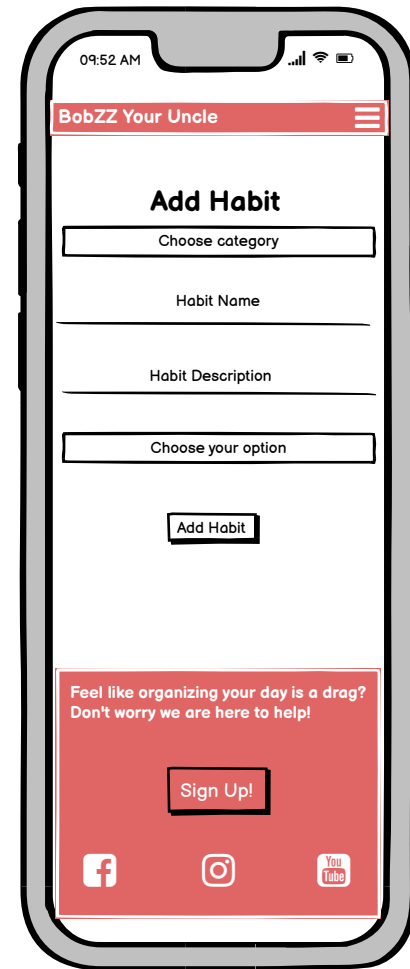 09:52 AM
BobZZ Your Uncle
Add Habit
Choose category
Habit Name
Habit Description
Choose your option
Add Habit
Feel like organizing your day is a drag?
Don't worry we are here to help!
Sign Up!
You
Tube